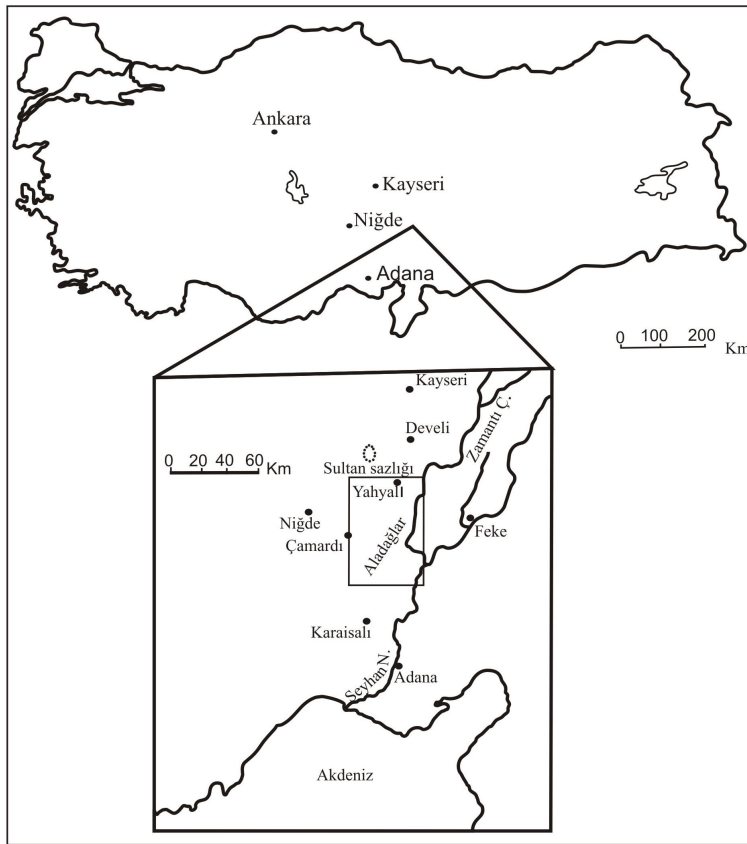 Ankara
Kayseri
Niğde
Adana
0 100 200
Km
Kayseri
Zamantı Ç.
Develi
0 20 40 60
Km
Sultan sazlığı
Yahyalı
Niğde
Feke
Çamardı
Aladağlar
Karaisalı
Seyhan N.
Adana
Akdeniz